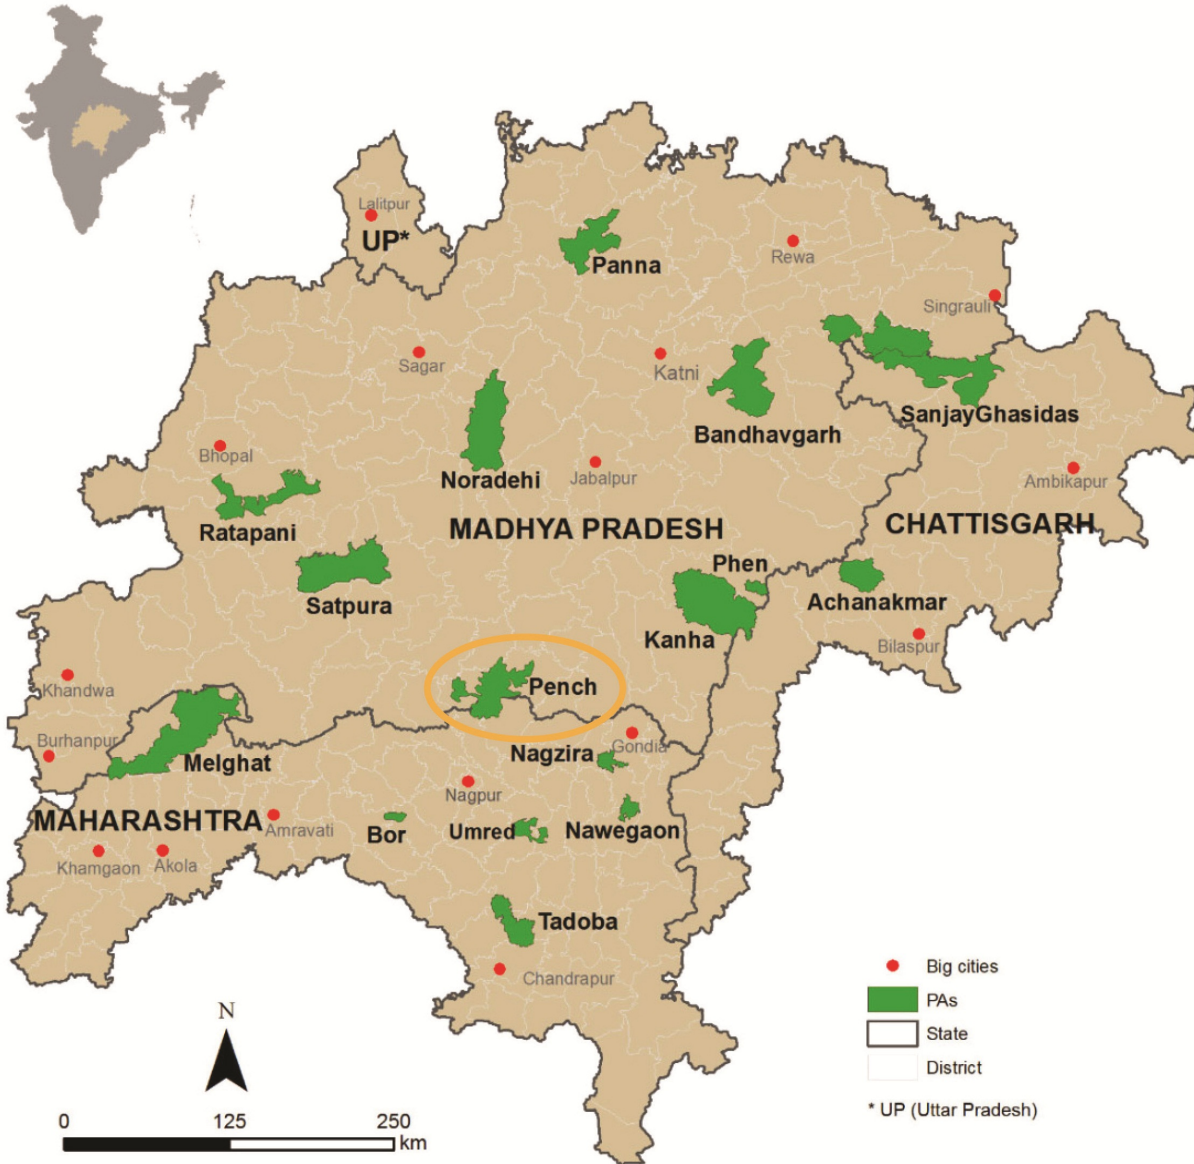 Lalitpur
UP*
Panna
Rewa
Singrauli
Sagar
Katni
SanjayGhasidas
Bandhavgarh
Bhopal
Noradehi
Jabalpur
Ambikapur
Ratapani
MADHYA PRADESH
CHATTISGARH
Phen
Satpura
Achanakmar
Kanha
Bilaspur
Khandwa
Pench
Burhanpur
Melghat
Nagzira
Gondia
Nagpur
MAHARASHTRA
Amravati
Bor
Umred
Nawegaon
Khamgaon
Akola
Tadoba
Chandrapur
Big cities
PAs
State
District
* UP (Uttar Pradesh)
N
0 125 250
km